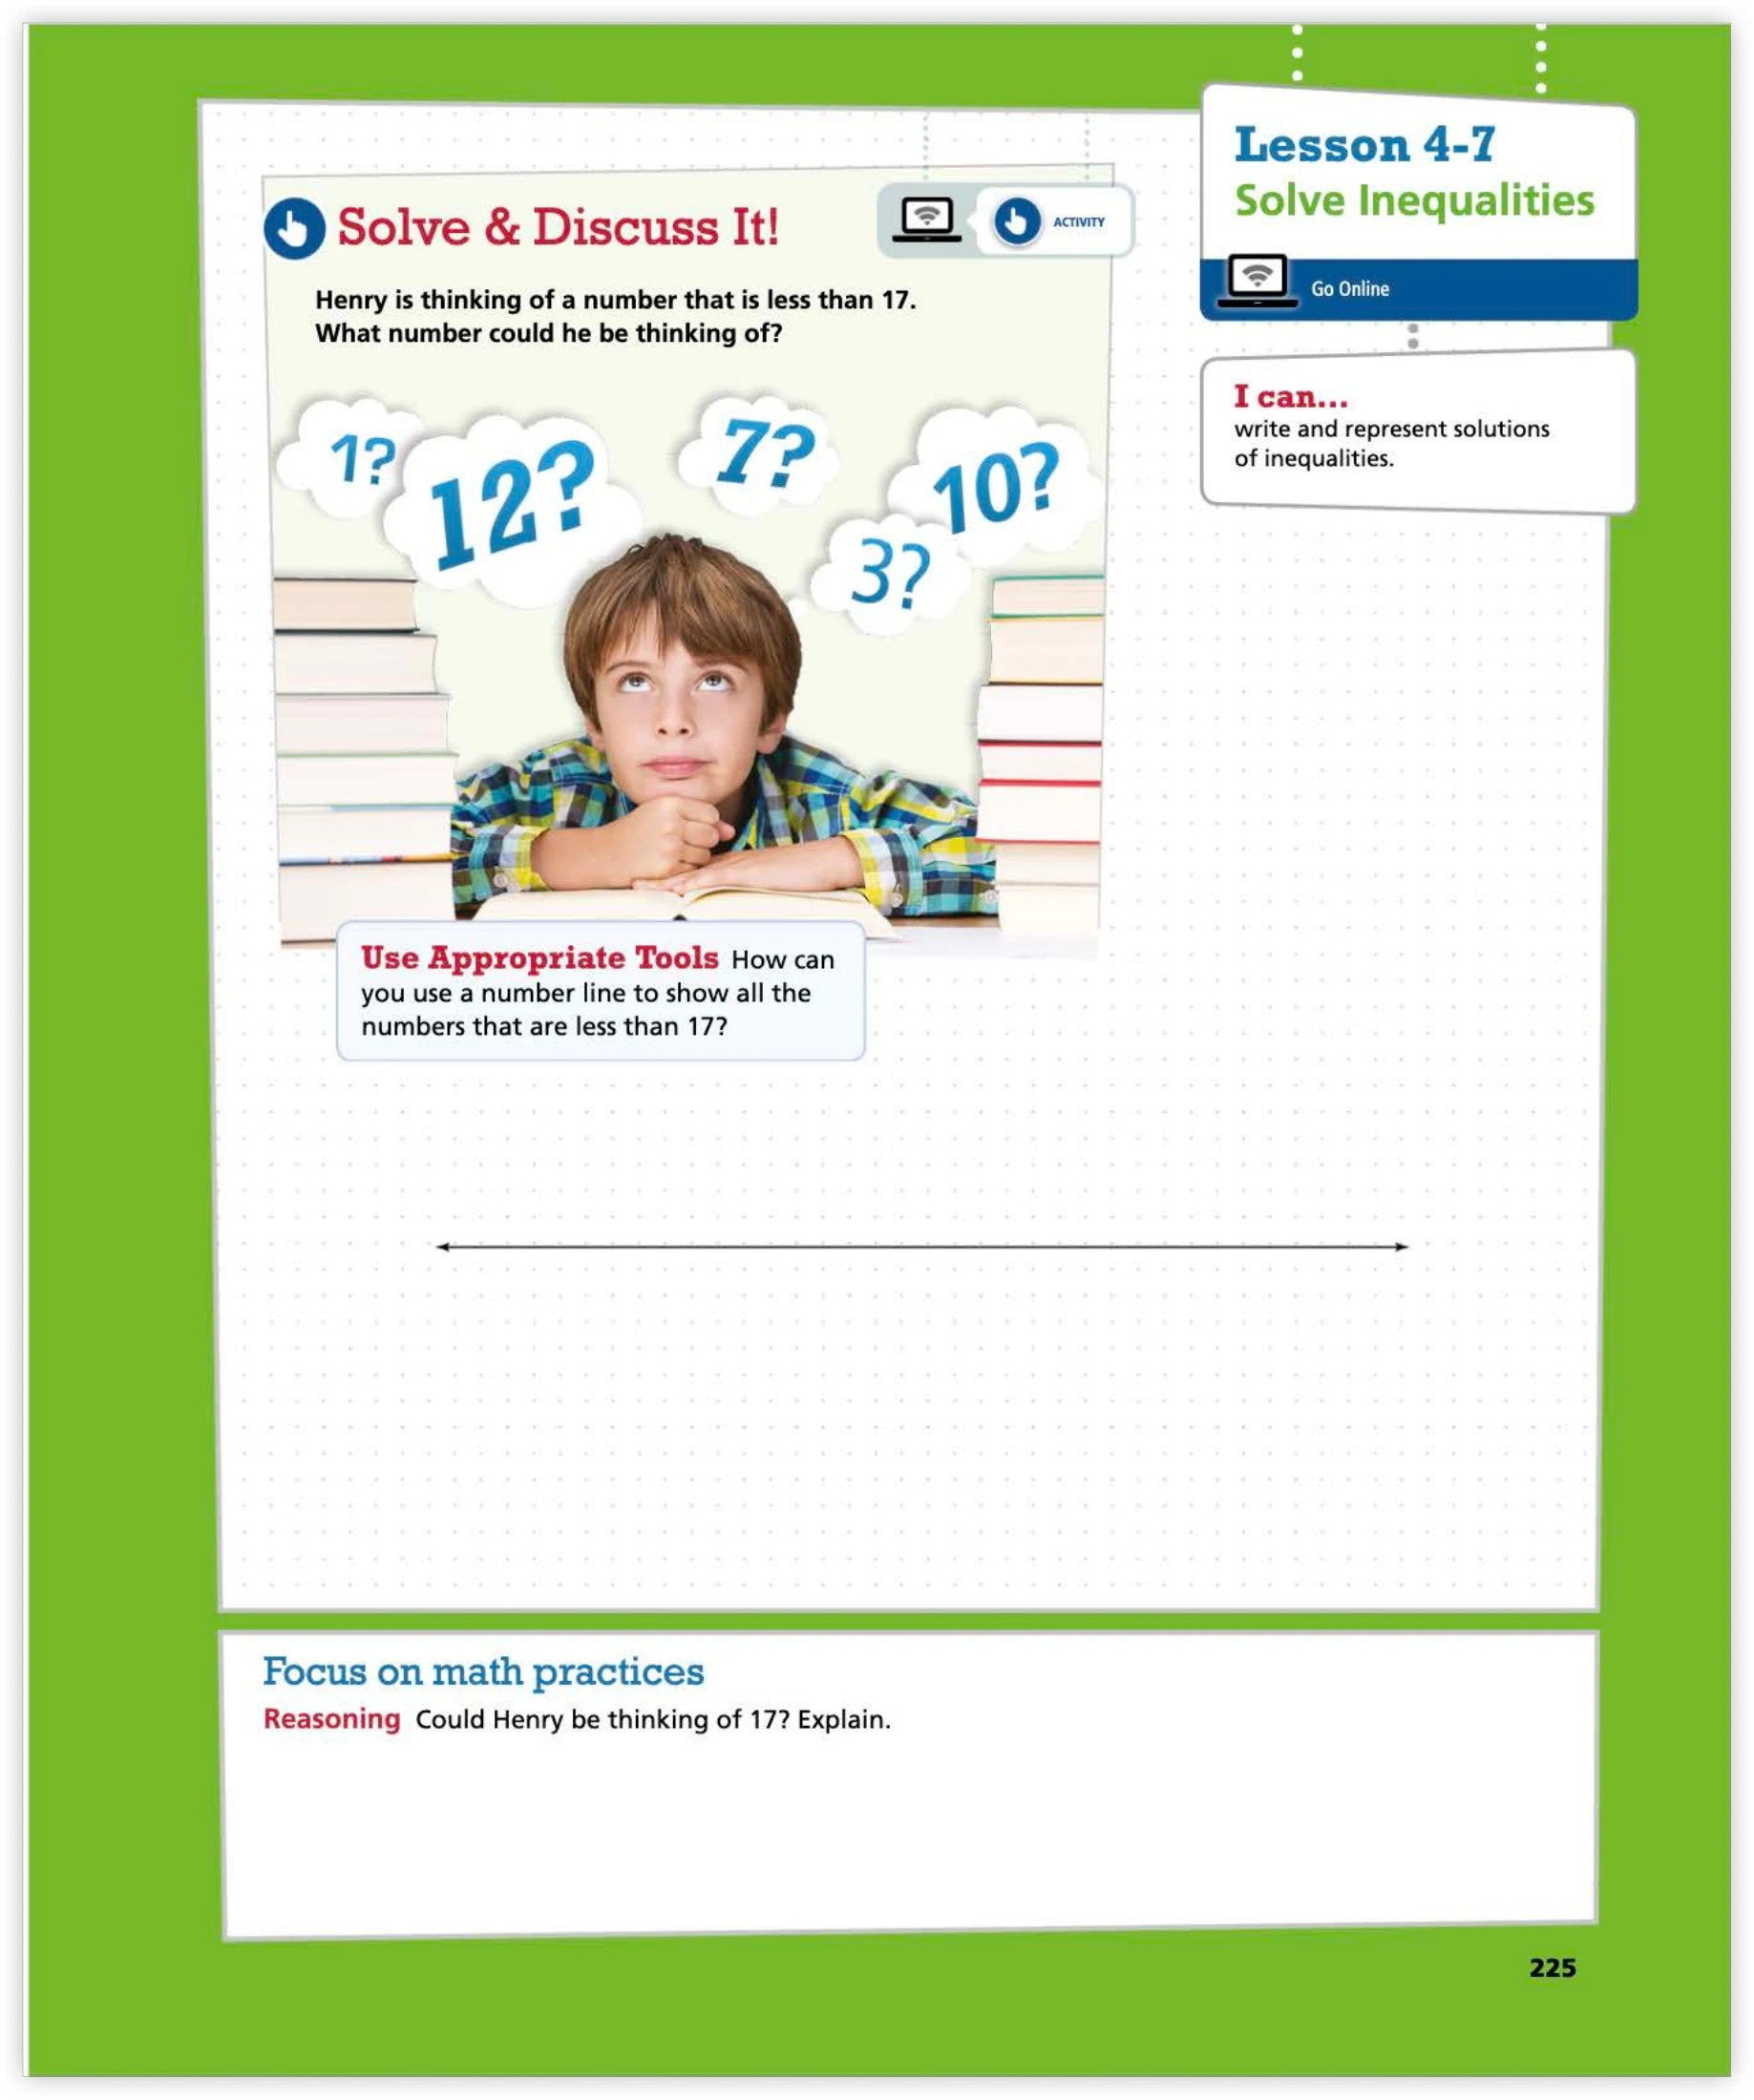 Lesson 4-7
Solve Inequalities
Go Online
I can...
write and represent solutions
of inequalities.
Solve & Discuss It!
ACTIVITY
Henry is thinking of a number that is less than 17.
What number could he be thinking of?
1?
12?
7?
10?
3?
Use Appropriate Tools How can
you use a number line to show all the
numbers that are less than 17?
Focus on math practices
Reasoning Could Henry be thinking of 17? Explain.
225